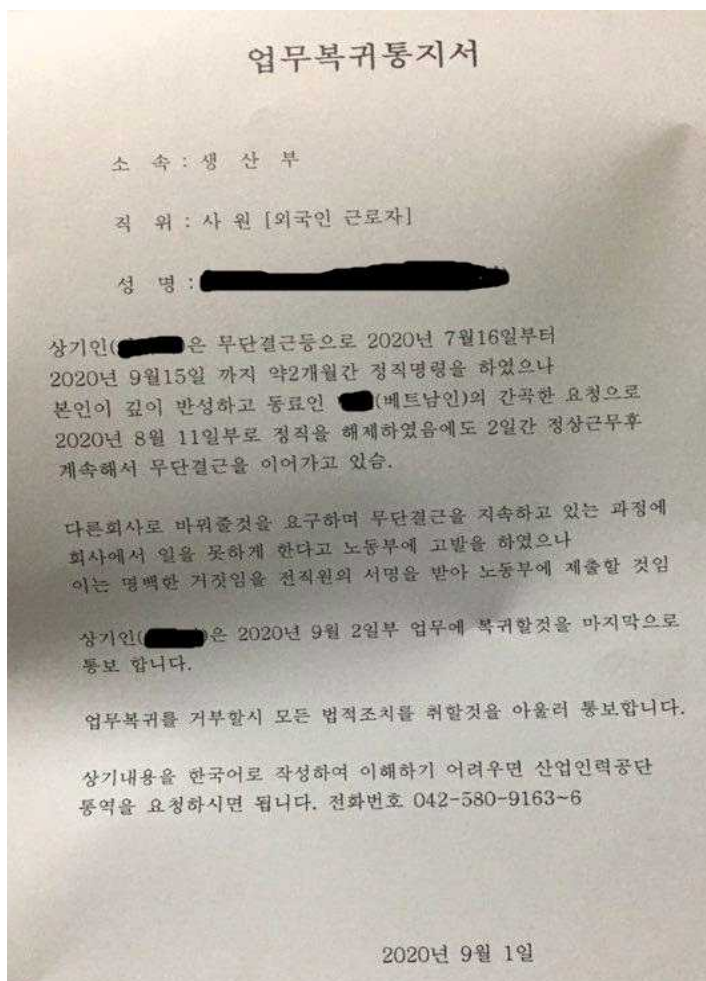 업무복귀통지서
소 속 : 생 산 부
직 위 : 사 원 [외국인 근로자]
성 명 :
상기인( 은 무단결근등으로 2020년 7월16일부터
2020년 9월15일 까지 약2개월간 정직명령을 하였으나
본인이 깊이 반성하고 동료인 (베트남인)의 간곡한 요청으로
2020년 8월 11일부로 정직을 해제하였음에도 2일간 정상근무후
계속해서 무단결근을 이어가고 있슴.
다른회사로 바꿔줄것을 요구하며 무단결근을 지속하고 있는 과정에
회사에서 일을 못하게 한다고 노동부에 고발을 하였으나
이는 명백한 거짓임을 전직원의 서명을 받아 노동부에 제출할 것임
상기인( )은 2020년 9월 2일부 업무에 복귀할것을 마지막으로
통보 합니다.
업무복귀를 거부할시 모든 법적조치를 취할것을 아울러 통보합니다.
상기내용을 한국어로 작성하여 이해하기 어려우면 산업인력공단
통역을 요청하시면 됩니다. 전화번호 042-580-9163~6
2020년 9월 1일